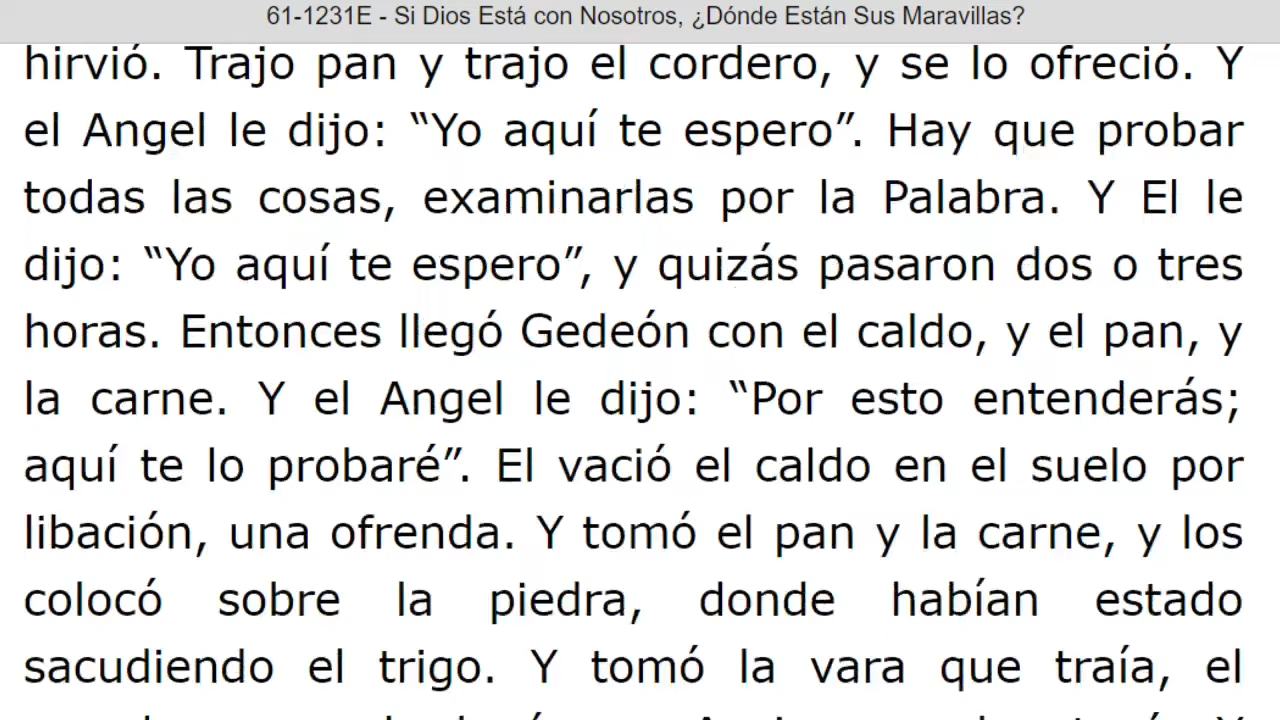 61-1231E - Si Dios Está con Nosotros, ¿Dónde Están Sus Maravillas?
hirvió. Trajo pan y trajo el cordero, y se lo ofreció. Y
el Angel le dijo: “Yo aquí te espero”. Hay que probar
todas las cosas, examinarlas por la Palabra. Y El le
dijo: “Yo aquí te espero”, y quizás pasaron dos o tres
horas. Entonces llegó Gedeón con el caldo, y el pan, y
la carne. Y el Angel le dijo: “Por esto entenderás;
aquí te lo probaré”. El vació el caldo en el suelo por
libación, una ofrenda. Y tomó el pan y la carne, y los
colocó sobre la piedra, donde habían estado
sacudiendo el trigo. Y tomó la vara que traía, el